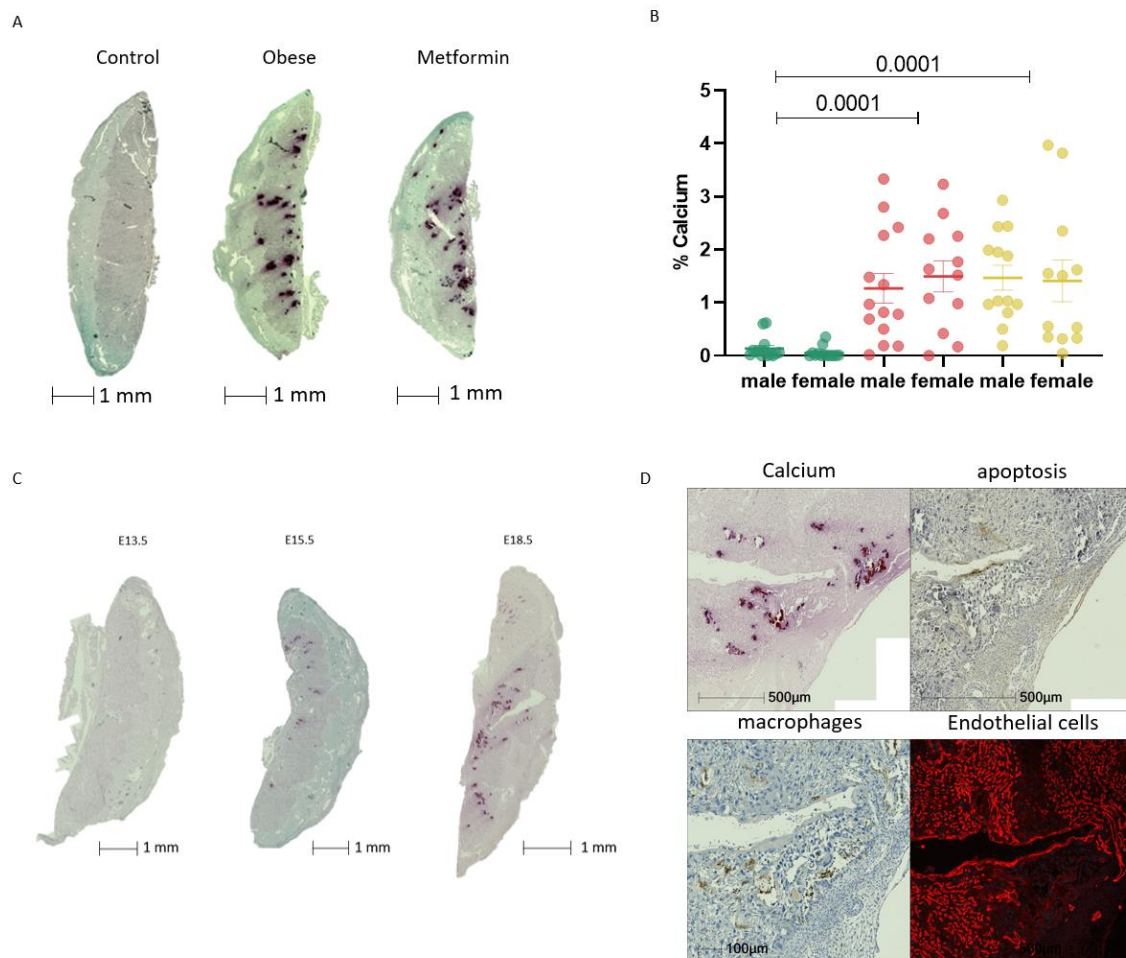 A
Control Obese Metformin
1 mm 1 mm 1 mm
B
0.0001
0.0001
% Calcium
5
4
3
2
1
0
male female male female male female
C
E13.5 E15.5 E18.5
1 mm 1 mm 1 mm
D
Calcium apoptosis
500µm 500µm
macrophages Endothelial cells
100µm